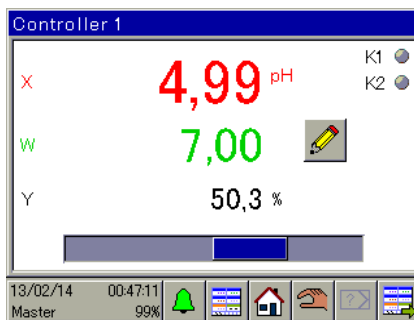 Controller 1
X 4,99 pH
K1
K2
W 7,00
Y 50,3 %
13/02/14 00:47:11
Master 99%
?